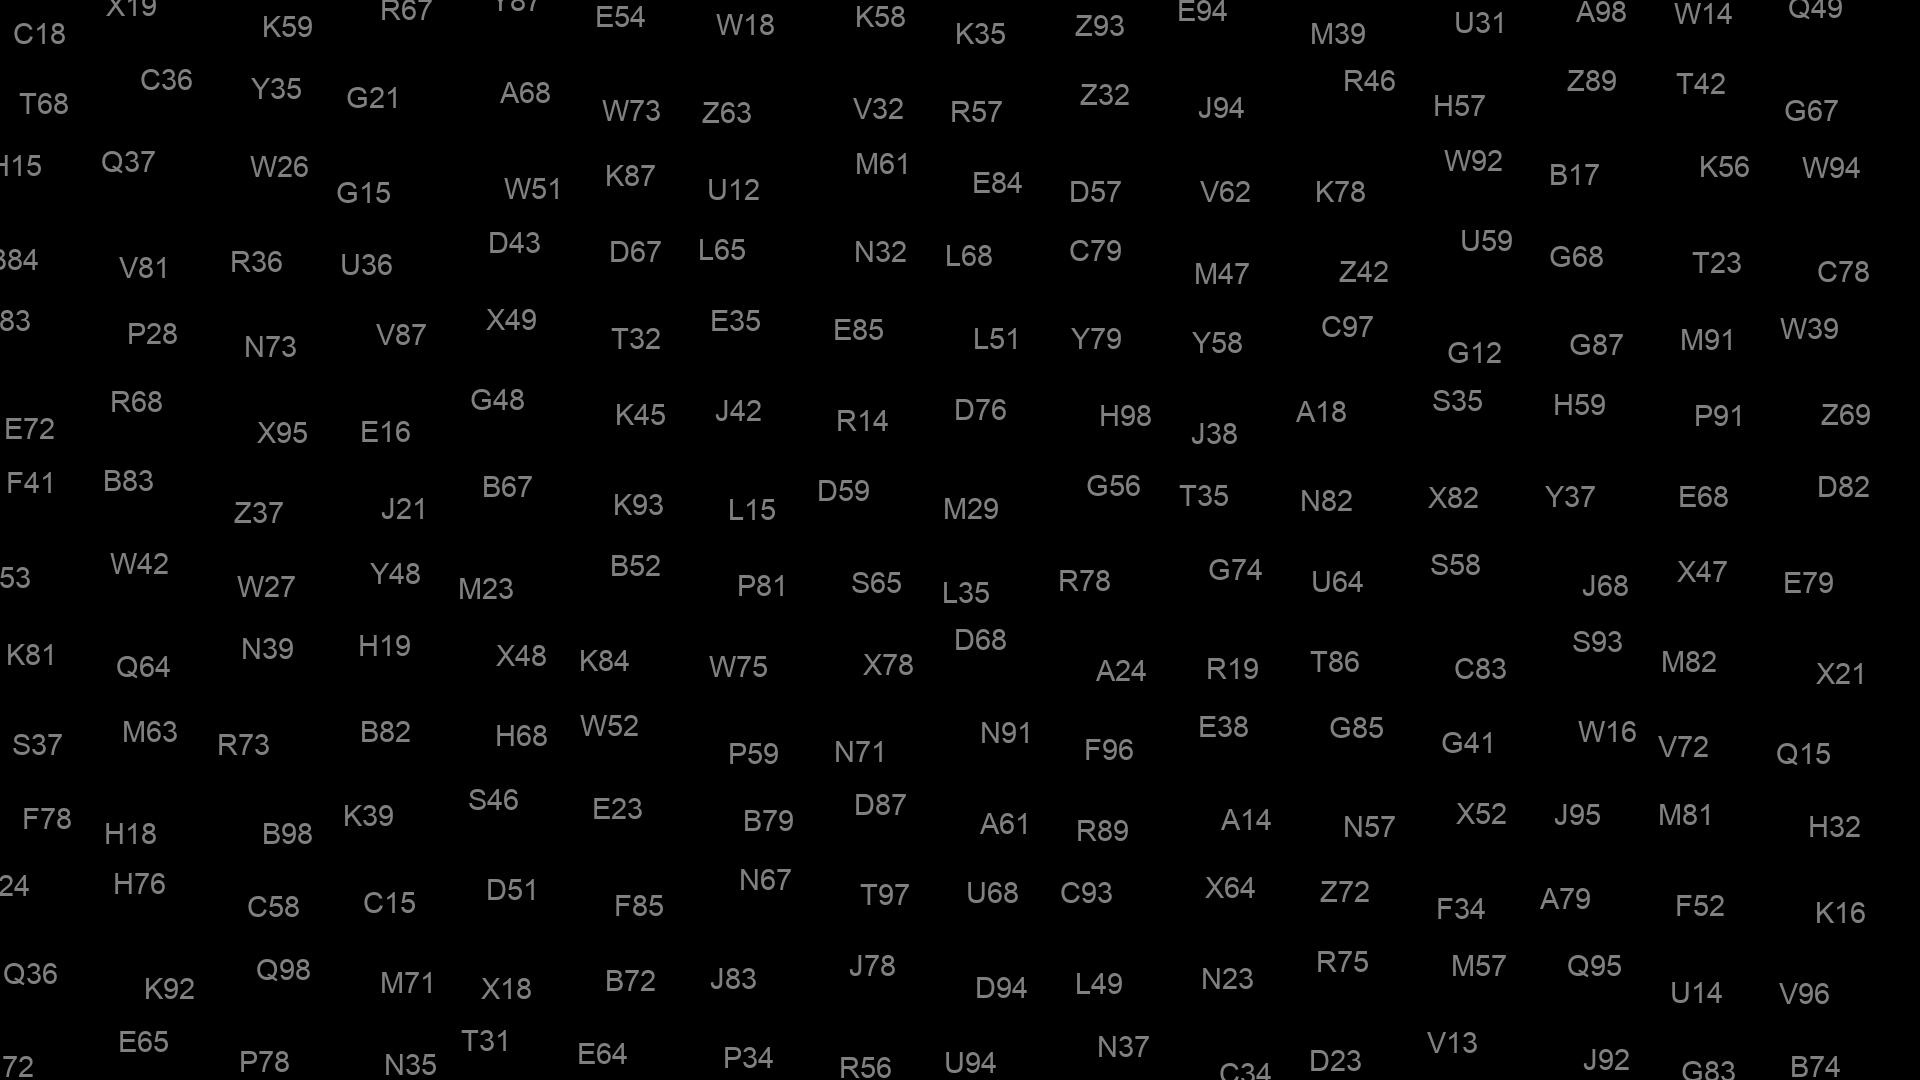 C18 X19 K59 R67 Y87 E54 W18 K58 K35 Z93 E94 M39 U31 A98 W14 Q49
T68 C36 Y35 G21 A68 W73 Z63 V32 R57 Z32 J94 R46 H57 Z89 T42 G67
H15 Q37 W26 G15 W51 K87 U12 M61 E84 D57 V62 K78 W92 B17 K56 W94
V81 R36 U36 D43 D67 L65 N32 L68 C79 M47 Z42 U59 G68 T23 C78
83 P28 N73 V87 X49 T32 E35 E85 L51 Y79 Y58 C97 G12 G87 M91 W39
E72 R68 X95 E16 G48 K45 J42 R14 D76 H98 J38 A18 S35 H59 P91 Z69
F41 B83 Z37 J21 B67 K93 L15 D59 M29 G56 T35 N82 X82 Y37 E68 D82
53 W42 W27 Y48 M23 B52 P81 S65 L35 R78 G74 U64 S58 J68 X47 E79
K81 Q64 N39 H19 X48 K84 W75 X78 D68 A24 R19 T86 C83 S93 M82 X21
S37 M63 R73 B82 H68 W52 P59 N71 N91 F96 E38 G85 G41 W16 V72 Q15
F78 H18 B98 K39 S46 E23 B79 D87 A61 R89 A14 N57 X52 J95 M81 H32
24 H76 C58 C15 D51 F85 N67 T97 U68 C93 X64 Z72 F34 A79 F52 K16
Q36 K92 Q98 M71 X18 B72 J83 J78 D94 L49 N23 R75 M57 Q95 U14 V96
72 E65 P78 N35 T31 E64 P34 R56 U94 N37 C34 D23 V13 J92 G83 B74